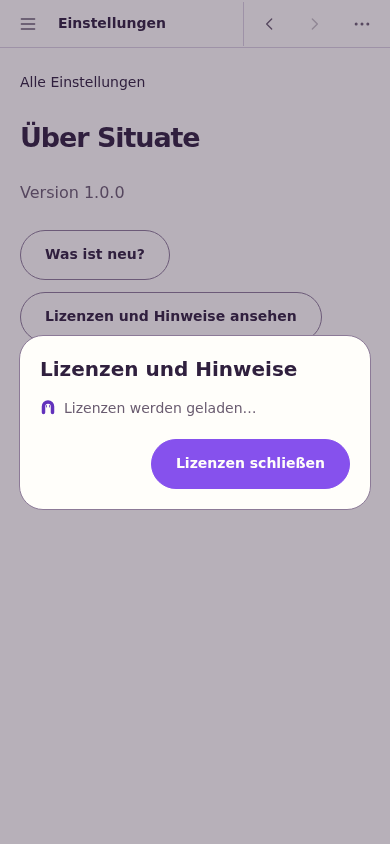 Einstellungen
Alle Einstellungen
Über Situate
Version 1.0.0
Was ist neu?
Lizenzen und Hinweise ansehen
Lizenzen und Hinweise
Lizenzen werden geladen…
Lizenzen schließen